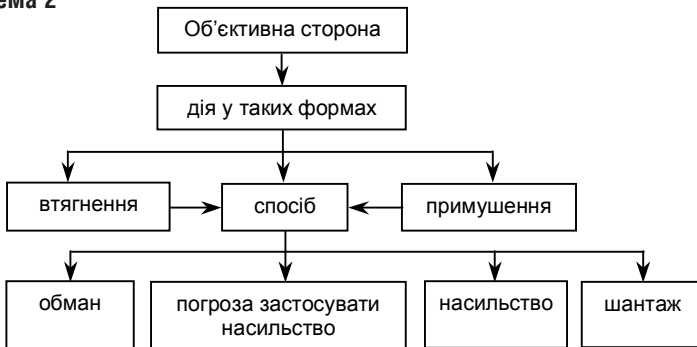 ема 2
Об’єктивна сторона
дія у таких формах
втягнення
спосіб
примушення
обман
погроза застосувати
насильство
насильство
шантаж